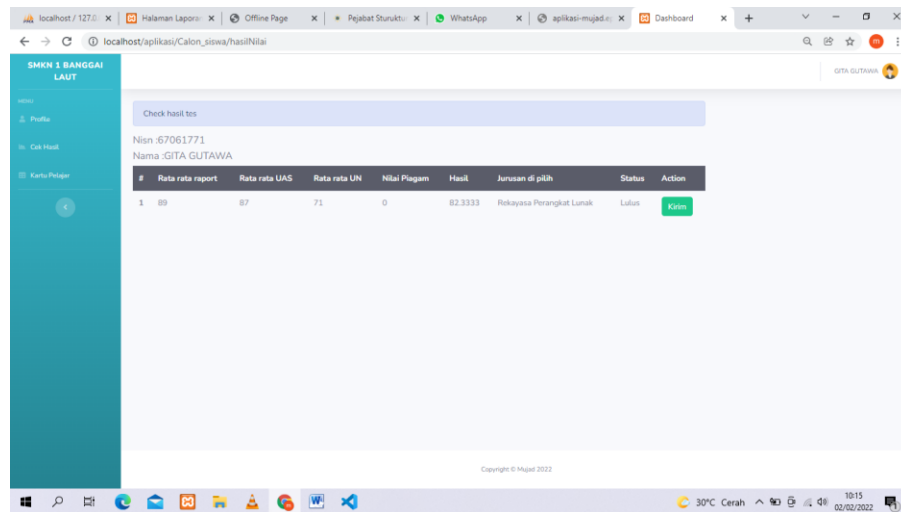 localhost / 127.0
Halaman Lapora
Offline Page
Pejabat Sturuktu
WhatsApp
aplikasi-mujad.e
Dashboard
localhost/aplikasi/Calon_siswa/hasilNilai
m
SMKN 1 BANGGAI
LAUT
GITA GUTAWA
MENU
Profile
Cek Hasil
Kartu Pelajar
Check hasil tes
Nisn :67061771
Nama :GITA GUTAWA
# Rata rata raport Rata rata UAS Rata rata UN Nilai Piagam Hasil Jurusan di pilih Status Action
1 89 87 71 0 82.3333 Rekayasa Perangkat Lunak Lulus Kirim
Copyright © Mujad 2022
30°C Cerah
10:15
02/02/2022